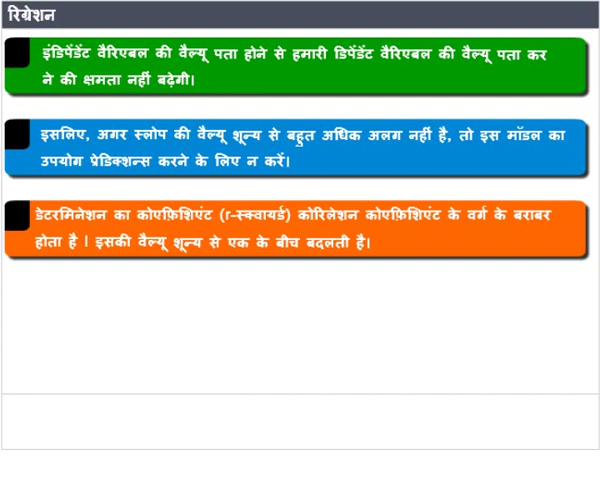 रिग्रेशन
इंडिपेंडेंट वैरिएबल की वैल्यू पता होने से हमारी डिपेंडेंट वैरिएबल की वैल्यू पता कर
ने की क्षमता नहीं बढ़ेगी।
इसलिए, अगर स्लोप की वैल्यू शून्य से बहुत अधिक अलग नहीं है, तो इस मॉडल का
उपयोग प्रेडिक्शन्स करने के लिए न करें।
डेटरमिनेशन का कोएफ़िशिएंट (r-स्क्वायर्ड) कोरिलेशन कोएफ़िशिएंट के वर्ग के बराबर
होता है | इसकी वैल्यू शून्य से एक के बीच बदलती है।